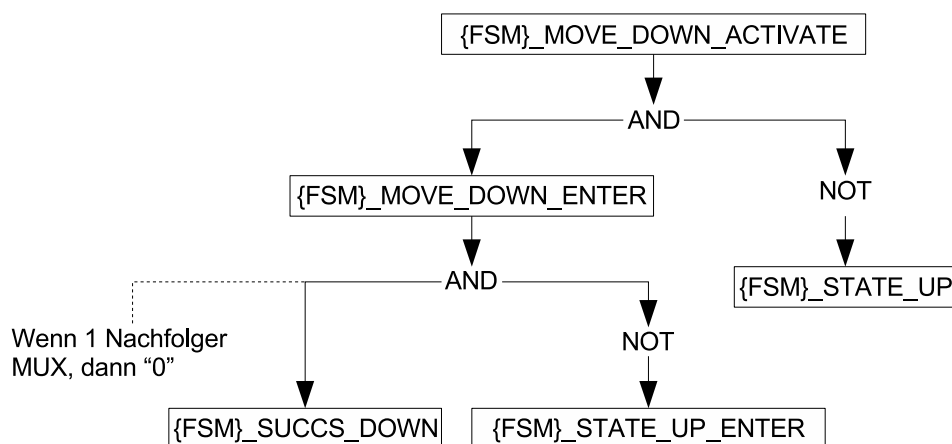 {FSM}_MOVE_DOWN_ACTIVATE
AND
{FSM}_MOVE_DOWN_ENTER
NOT
AND
{FSM}_STATE_UP
Wenn 1 Nachfolger
MUX, dann “0”
NOT
{FSM}_SUCCS_DOWN
{FSM}_STATE_UP_ENTER